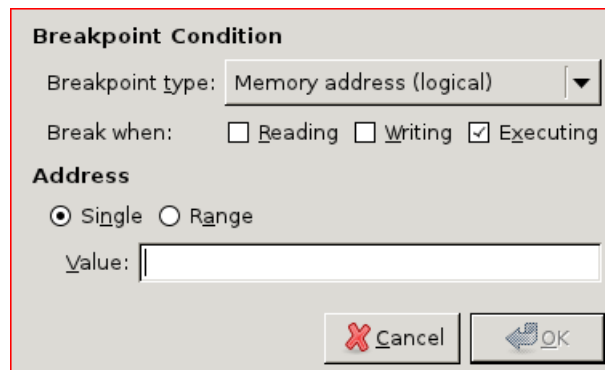 Breakpoint Condition
Breakpoint type: Memory address (logical)
Break when: Reading Writing Executing
Address
Single Range
Value:
Cancel OK